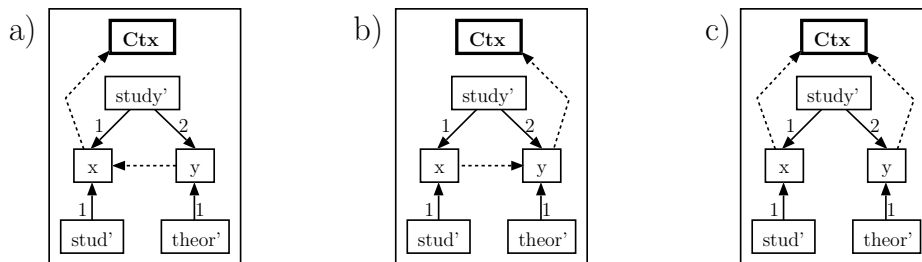 a)
Ctx
study'
1
2
x
y
1
1
stud'
theor'
b)
Ctx
study'
1
2
x
y
1
1
stud'
theor'
c)
Ctx
study'
1
2
x
y
1
1
stud'
theor'